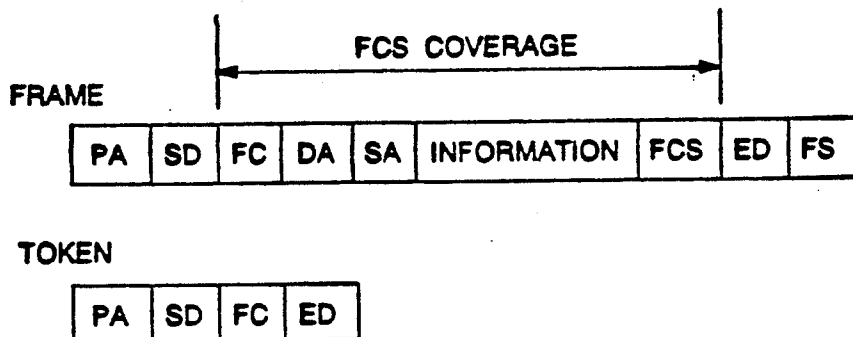 FCS COVERAGE
FRAME
PA SD FC DA SA INFORMATION FCS ED FS
TOKEN
PA SD FC ED